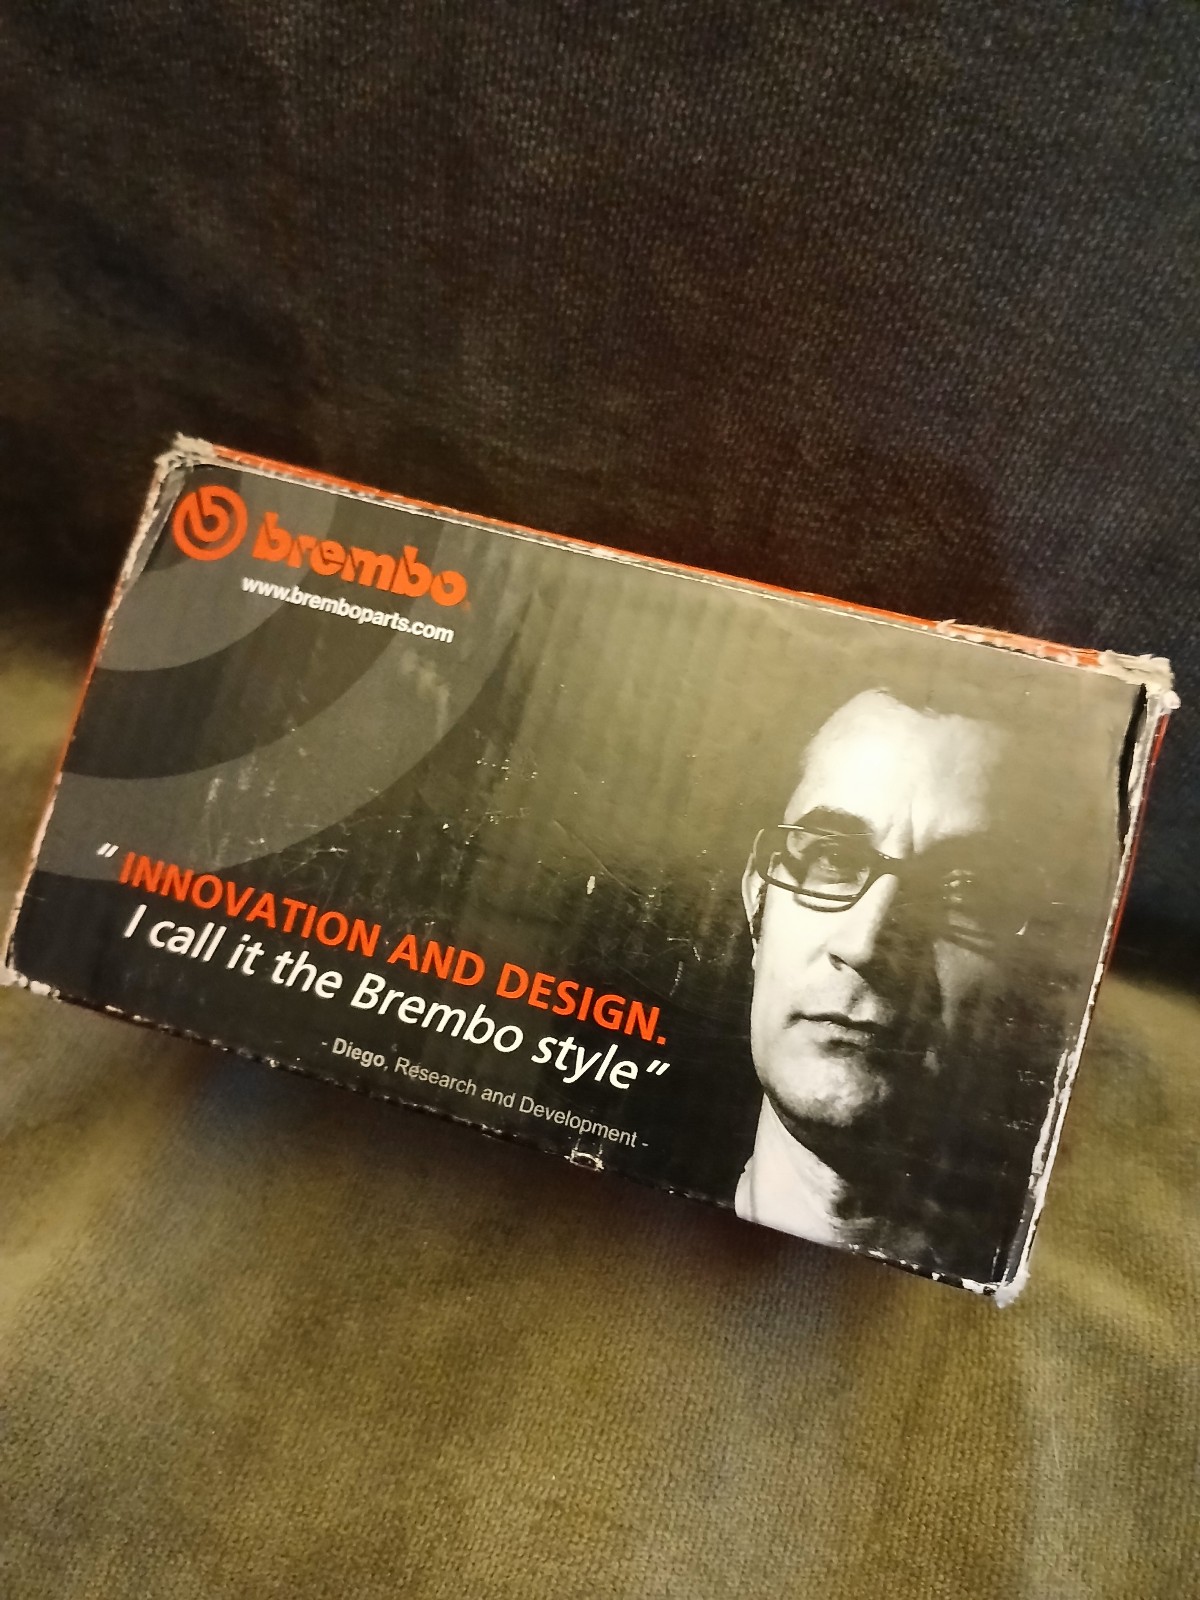 brembo
www.bremboparts.com
" INNOVATION AND DESIGN.
I call it the Brembo style"
- Diego, Research and Development -